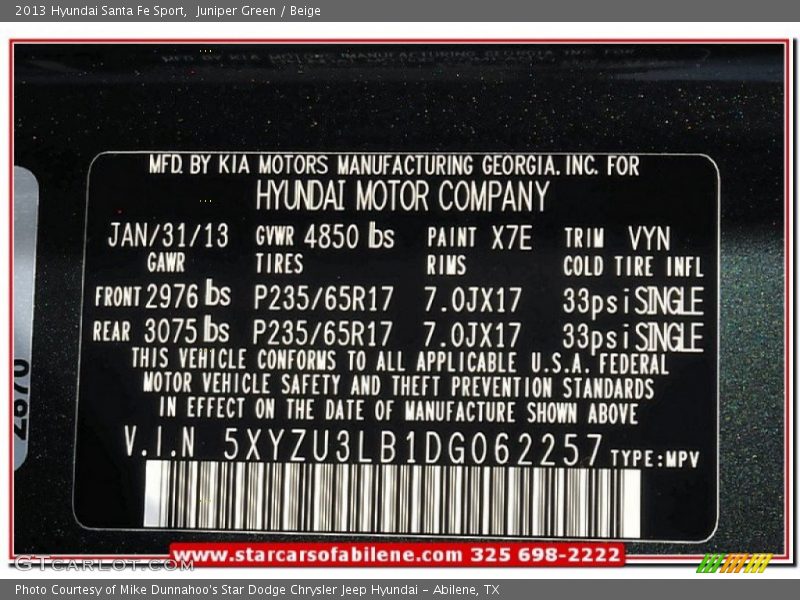 2013 Hyundai Santa Fe Sport, Juniper Green / Beige
MFD. BY KIA MOTORS MANUFACTURING GEORGIA. INC. FOR
HYUNDAI MOTOR COMPANY
JAN/31/13 GVWR 4850 lbs PAINT X7E TRIM VYN
GAWR TIRES RIMS COLD TIRE INFL
FRONT 2976 lbs P235/65R17 7.0JX17 33psi SINGLE
REAR 3075 lbs P235/65R17 7.0JX17 33psi SINGLE
THIS VEHICLE CONFORMS TO ALL APPLICABLE U.S.A. FEDERAL
MOTOR VEHICLE SAFETY AND THEFT PREVENTION STANDARDS
IN EFFECT ON THE DATE OF MANUFACTURE SHOWN ABOVE
V.I.N 5XYZU3LB1DG062257 TYPE:MPV
www.starcarsofabilene.com 325 698-2222
GTcarlot.com
Photo Courtesy of Mike Dunnahoo's Star Dodge Chrysler Jeep Hyundai - Abilene, TX